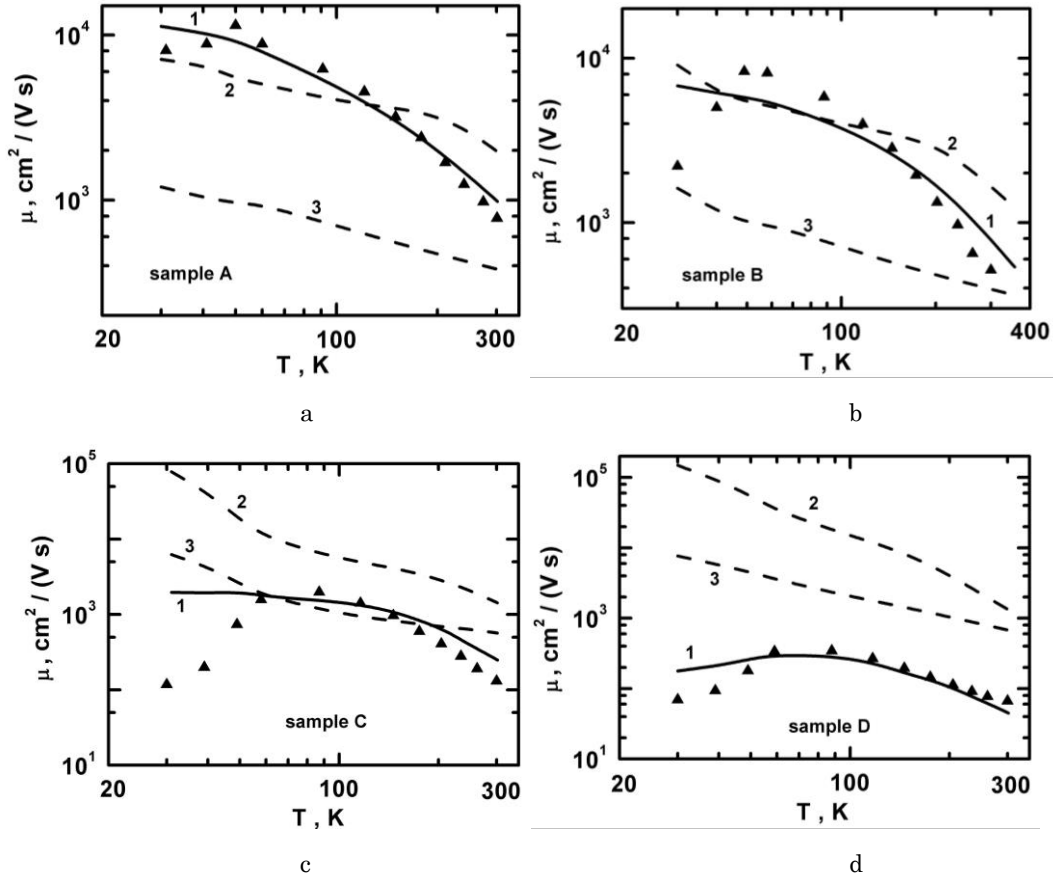 10⁴
10³
μ, cm² / (V s)
1
2
3
sample A
20
100
300
T, K
a
10⁴
10³
μ, cm² / (V s)
2
1
3
sample B
20
100
400
T, K
b
10⁵
10³
10¹
μ, cm² / (V s)
2
3
1
sample C
20
100
300
T, K
c
10⁵
10³
10¹
μ, cm² / (V s)
2
3
1
sample D
20
100
300
T, K
d